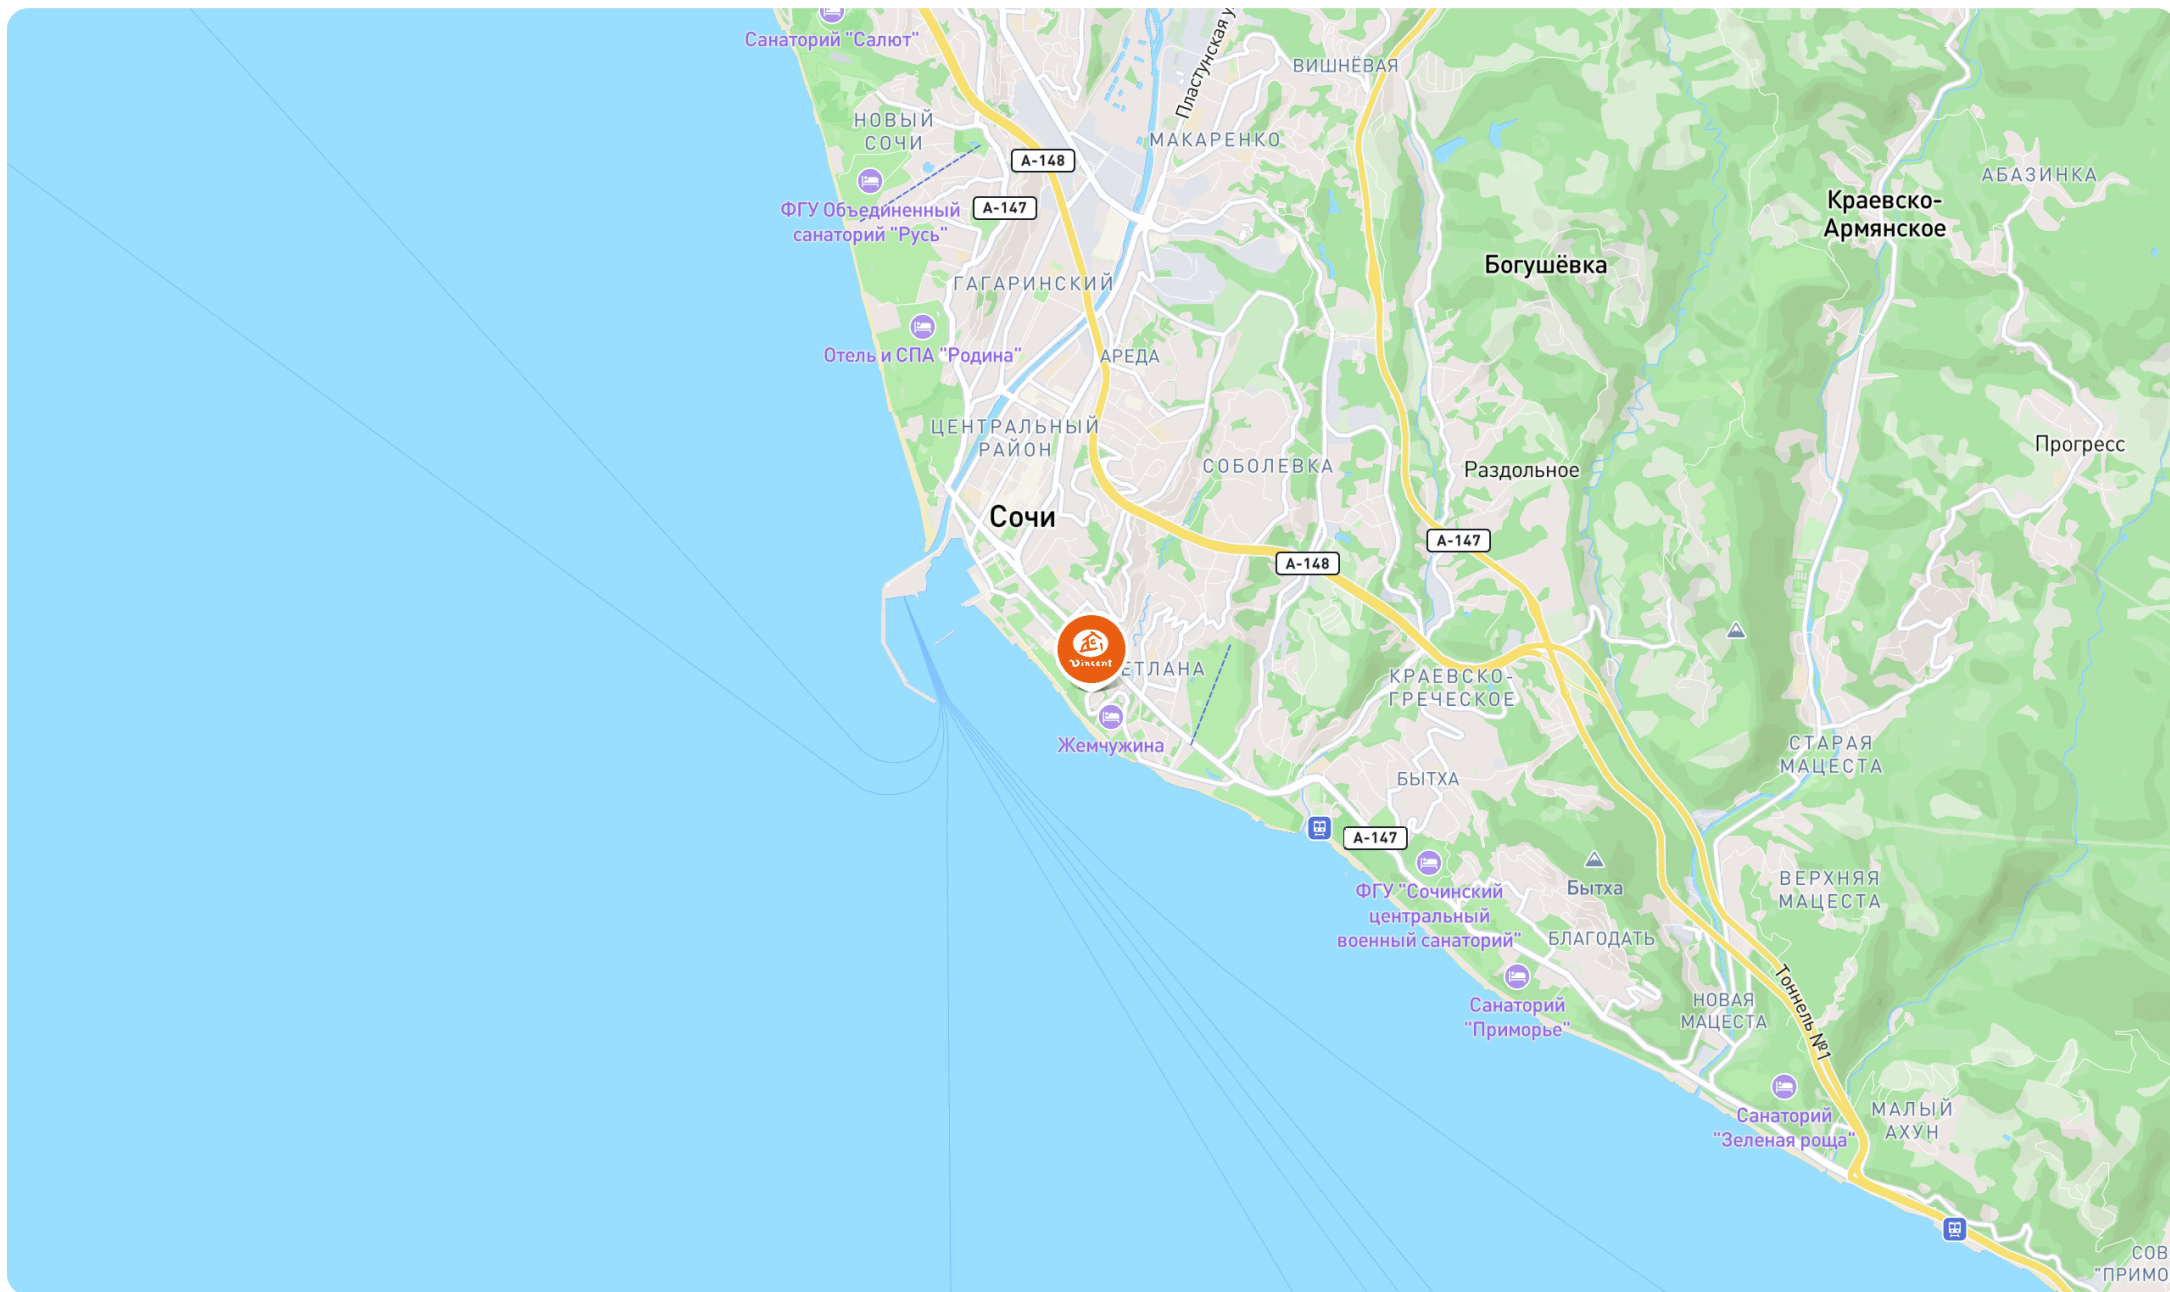 Санаторий "Салют"
Пластунская у
ВИШНЁВАЯ
НОВЫЙ
СОЧИ
МАКАРЕНКО
А-148
АБАЗИНКА
А-147
ФГУ Объединенный
санаторий "Русь"
Краевско-
Армянское
Богушёвка
ГАГАРИНСКИЙ
Отель и СПА "Родина"
АРЕДА
ЦЕНТРАЛЬНЫЙ
РАЙОН
Прогресс
СОБОЛЕВКА
Раздольное
Сочи
А-147
А-148
Vincent
ЕТЛАНА
КРАЕВСКО-
ГРЕЧЕСКОЕ
Жемчужина
СТАРАЯ
МАЦЕСТА
БЫТХА
А-147
Бытха
ВЕРХНЯЯ
МАЦЕСТА
ФГУ "Сочинский
центральный
военный санаторий"
БЛАГОДАТЬ
Санаторий
"Приморье"
НОВАЯ
МАЦЕСТА
Тоннель №1
Санаторий
"Зеленая роща"
МАЛЫЙ
АХУН
СОВ
"ПРИМО